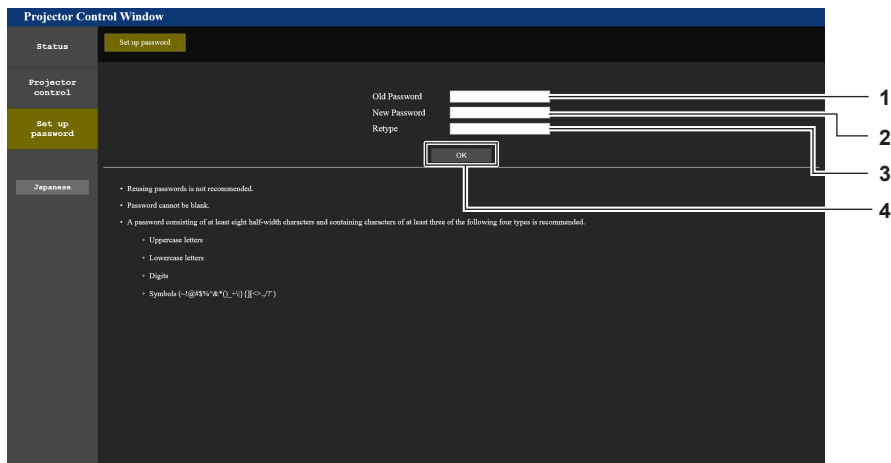 Projector Control Window
Status
Set up password
Projector
control
Set up
password
Japanese
Old Password
New Password
Retype
OK
1
2
3
4
• Reusing passwords is not recommended.
• Password cannot be blank.
• A password consisting of at least eight half-width characters and containing characters of at least three of the following four types is recommended.
• Uppercase letters
• Lowercase letters
• Digits
• Symbols (~!@#$%^&*()_+\|}{][<>.,/?`)